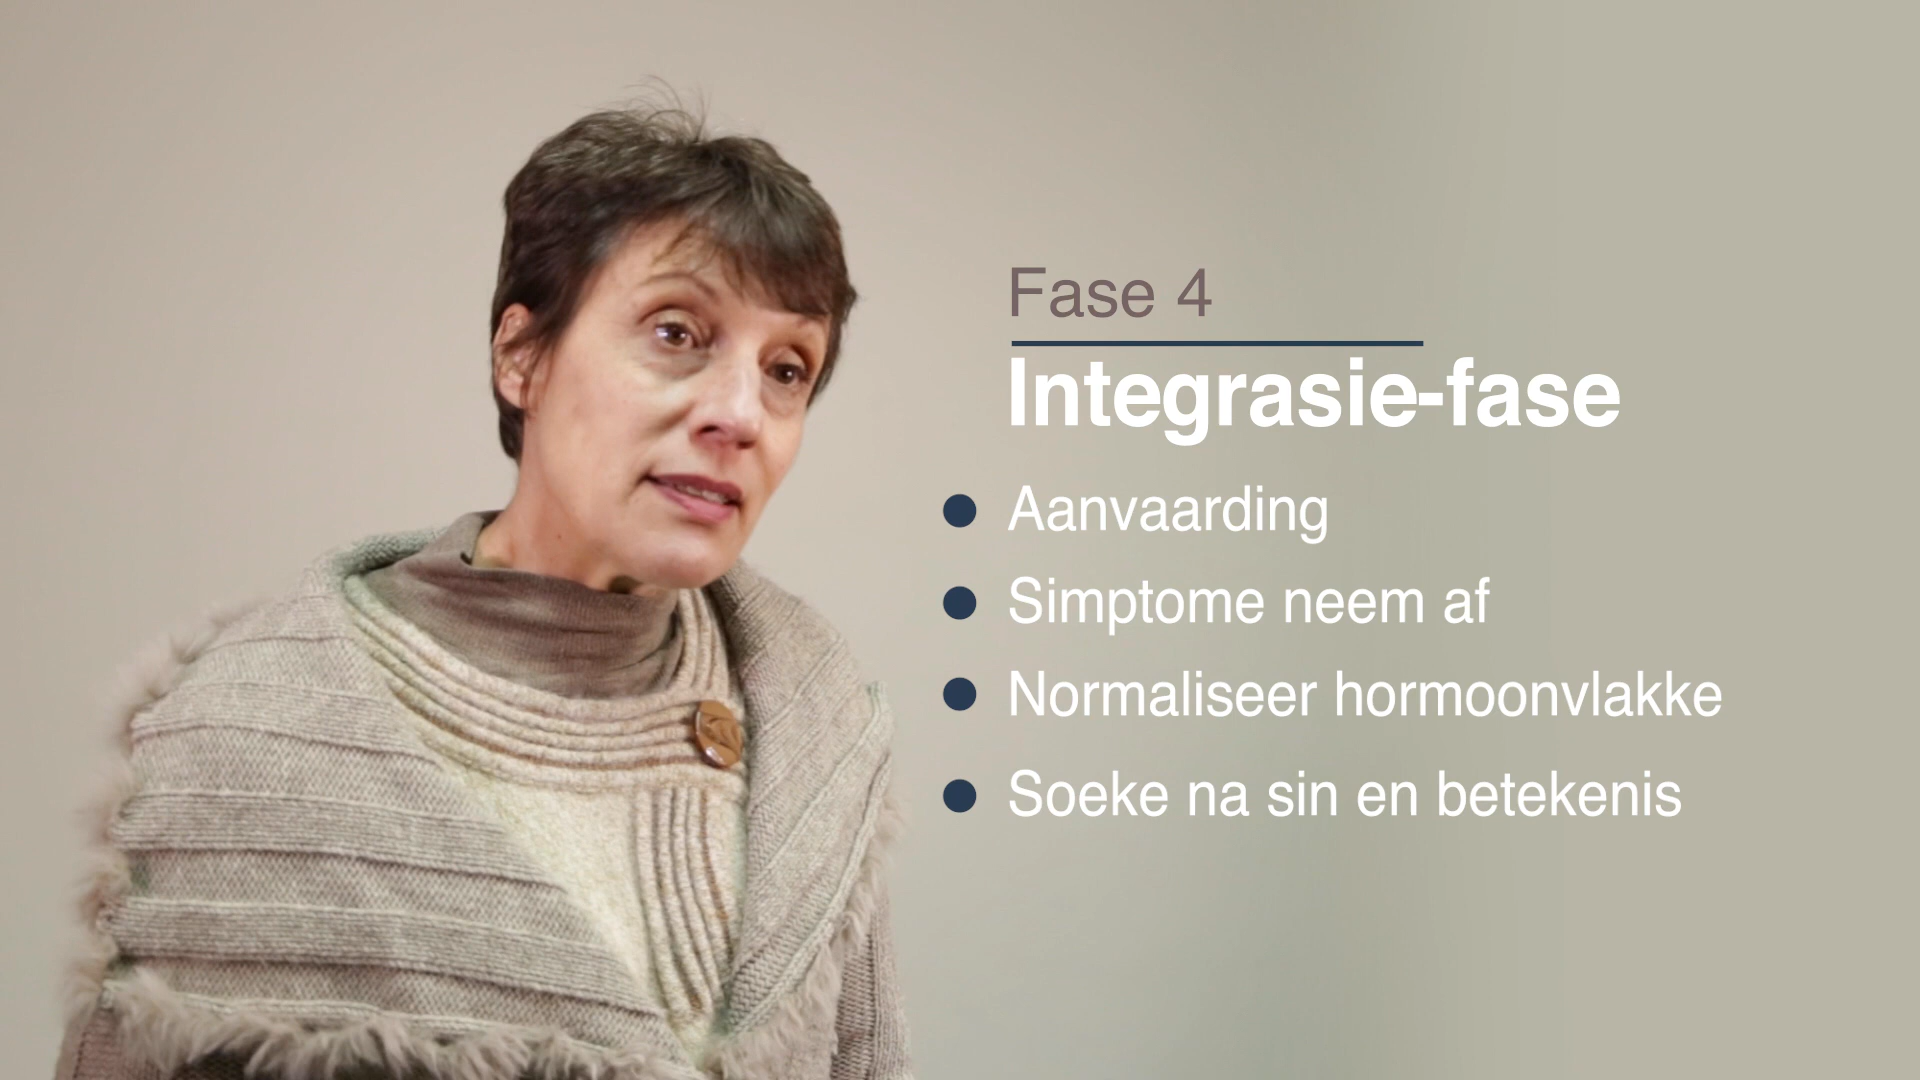 Fase 4
Integrasie-fase
Aanvaarding
Simptome neem af
Normaliseer hormoonvlakke
Soeke na sin en betekenis